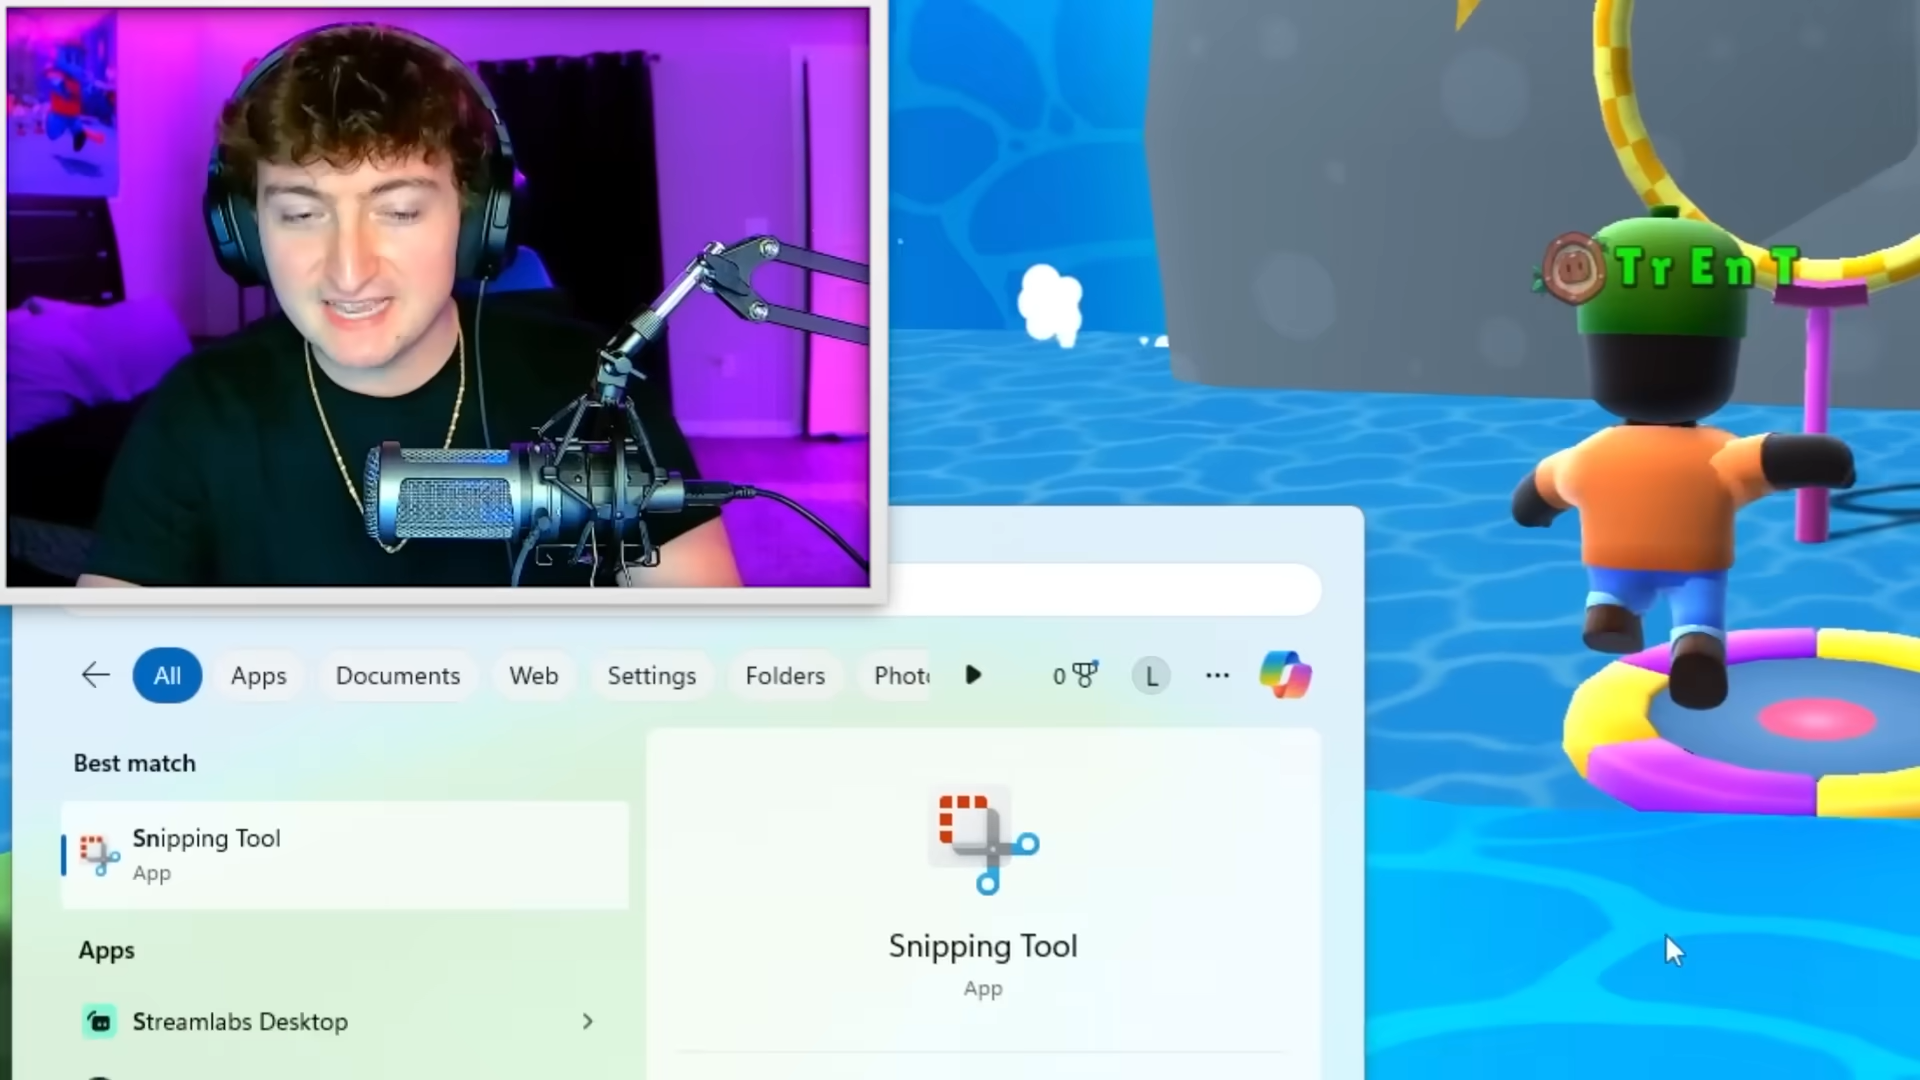 TrEnT
All
Apps
Documents
Web
Settings
Folders
Phot
0
L
Best match
Snipping Tool
App
Apps
Streamlabs Desktop
Snipping Tool
App